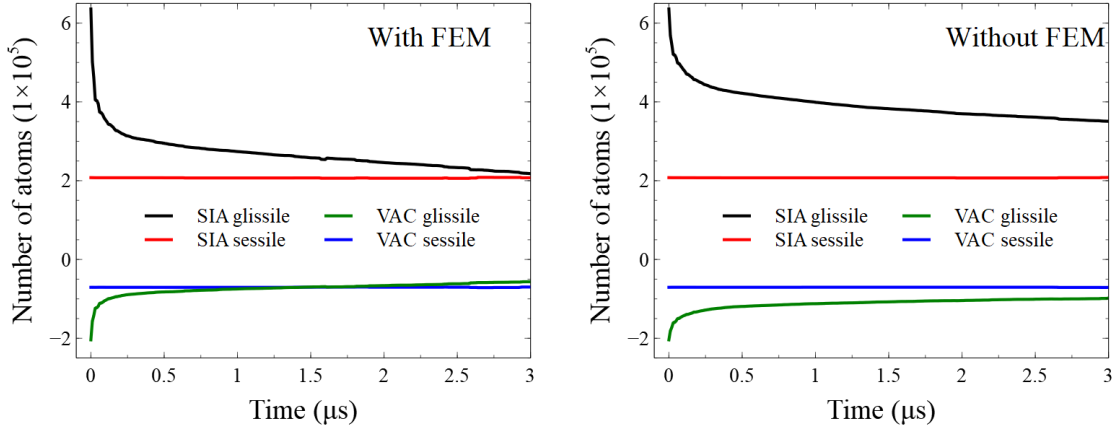 With FEM
Number of atoms (1×10⁵)
6
4
2
0
−2
SIA glissile
VAC glissile
SIA sessile
VAC sessile
0
0.5
1
1.5
2
2.5
3
Time (μs)
Without FEM
Number of atoms (1×10⁵)
6
4
2
0
−2
SIA glissile
VAC glissile
SIA sessile
VAC sessile
0
0.5
1
1.5
2
2.5
3
Time (μs)